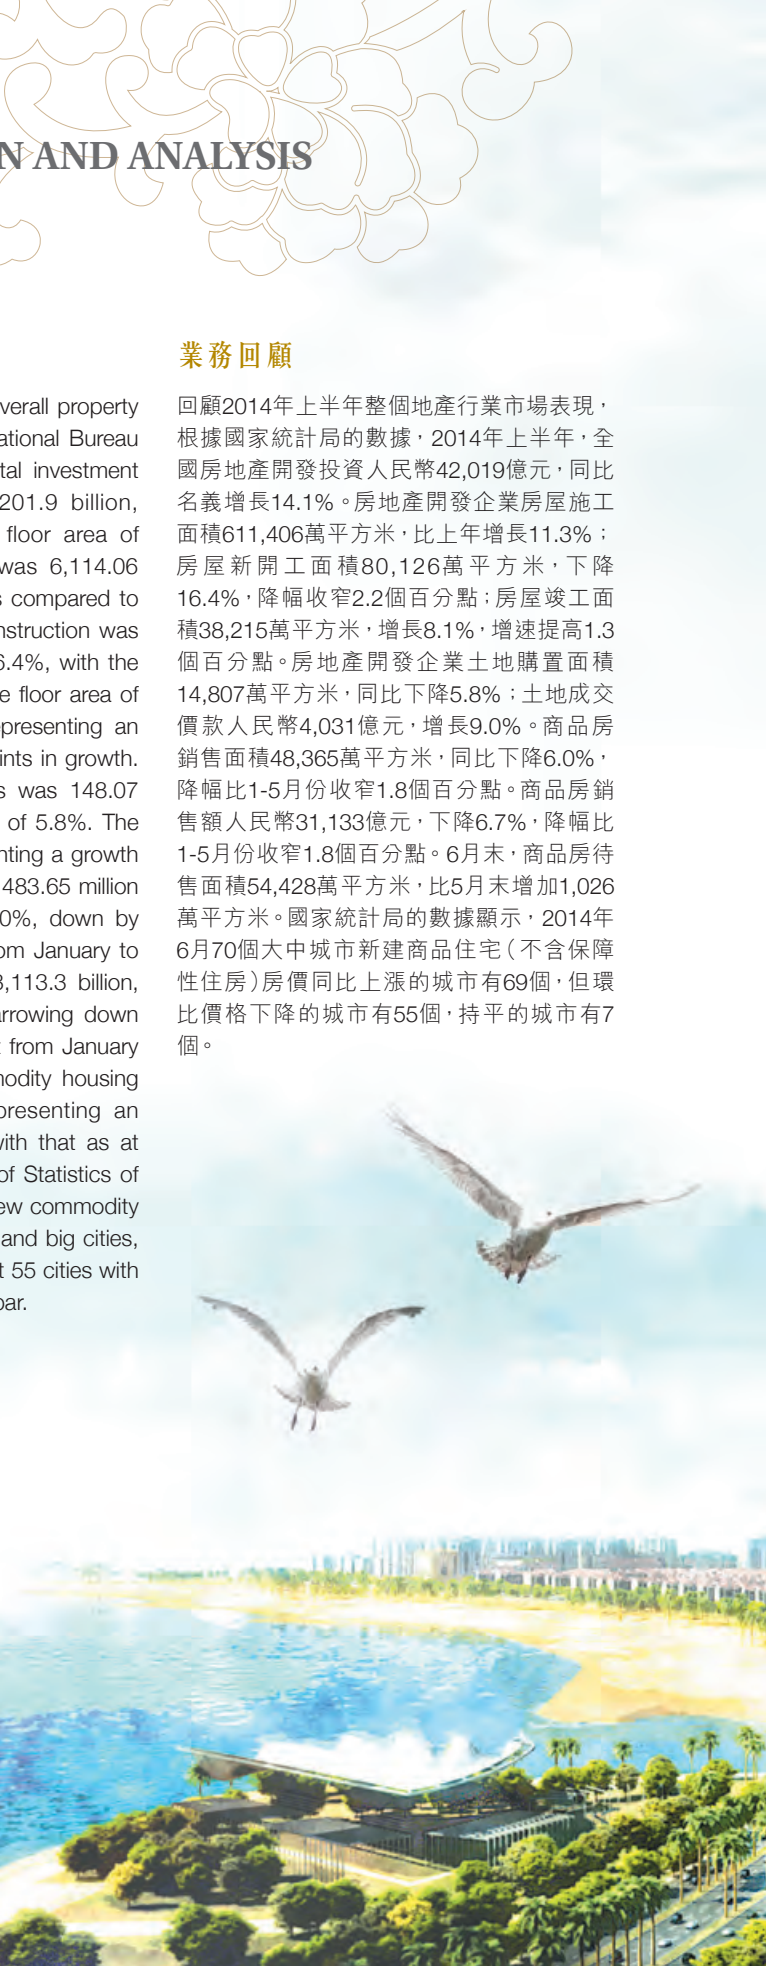 N AND ANALYSIS
verall property
ational Bureau
tal investment
201.9 billion,
floor area of
was 6,114.06
s compared to
nstruction was
6.4%, with the
e floor area of
presenting an
ints in growth.
s was 148.07
of 5.8%. The
nting a growth
483.65 million
0%, down by
om January to
3,113.3 billion,
arrowing down
t from January
modity housing
presenting an
with that as at
of Statistics of
ew commodity
and big cities,
t 55 cities with
par.
業務回顧
回顧2014年上半年整個地產行業市場表現，
根據國家統計局的數據，2014年上半年，全
國房地產開發投資人民幣42,019億元，同比
名義增長14.1%。房地產開發企業房屋施工
面積611,406萬平方米，比上年增長11.3%；
房屋新開工面積80,126萬平方米，下降
16.4%，降幅收窄2.2個百分點；房屋竣工面
積38,215萬平方米，增長8.1%，增速提高1.3
個百分點。房地產開發企業土地購置面積
14,807萬平方米，同比下降5.8%；土地成交
價款人民幣4,031億元，增長9.0%。商品房
銷售面積48,365萬平方米，同比下降6.0%，
降幅比1-5月份收窄1.8個百分點。商品房銷
售額人民幣31,133億元，下降6.7%，降幅比
1-5月份收窄1.8個百分點。6月末，商品房待
售面積54,428萬平方米，比5月末增加1,026
萬平方米。國家統計局的數據顯示，2014年
6月70個大中城市新建商品住宅（不含保障
性住房）房價同比上漲的城市有69個，但環
比價格下降的城市有55個，持平的城市有7
個。